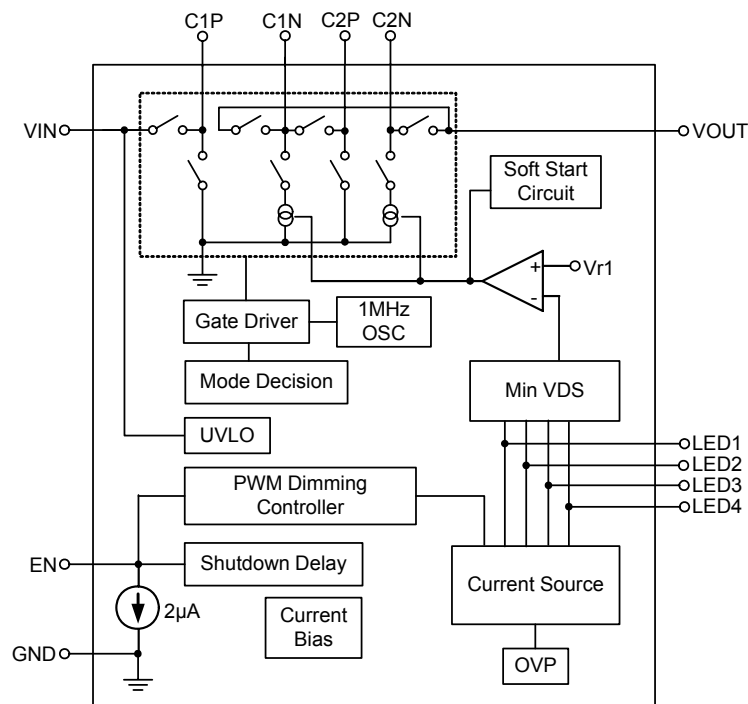 C1P C1N C2P C2N
VIN
VOUT
Soft Start
Circuit
+
Vr1
-
Gate Driver
1MHz
OSC
Mode Decision
Min VDS
UVLO
LED1
LED2
LED3
LED4
PWM Dimming
Controller
EN
Shutdown Delay
Current Source
2µA
Current
Bias
GND
OVP